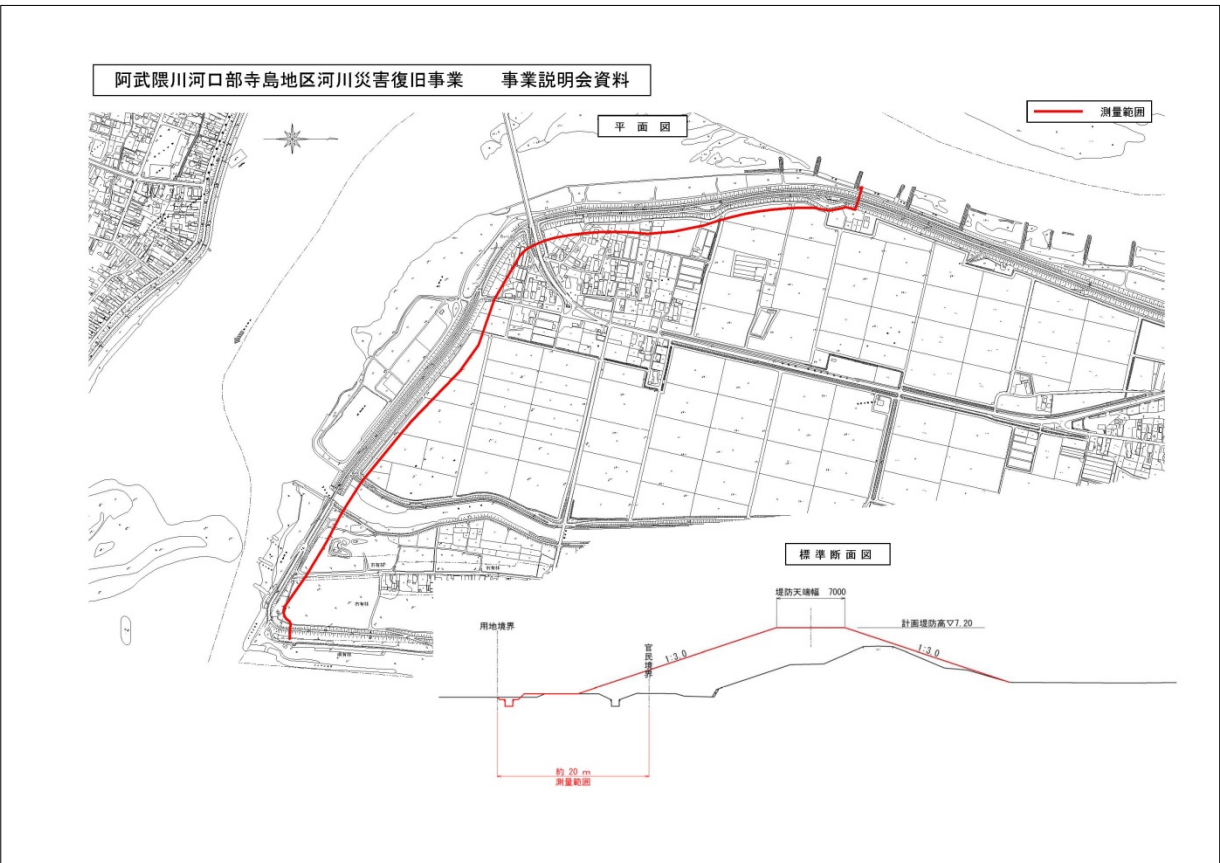 阿武隈川河口部寺島地区河川災害復旧事業　　事業説明会資料
測量範囲
平面図
標準断面図
堤防天端幅 7000
用地境界
計画堤防高▽7.20
官民境界
1:3.0
1:3.0
約 20 m
測量範囲